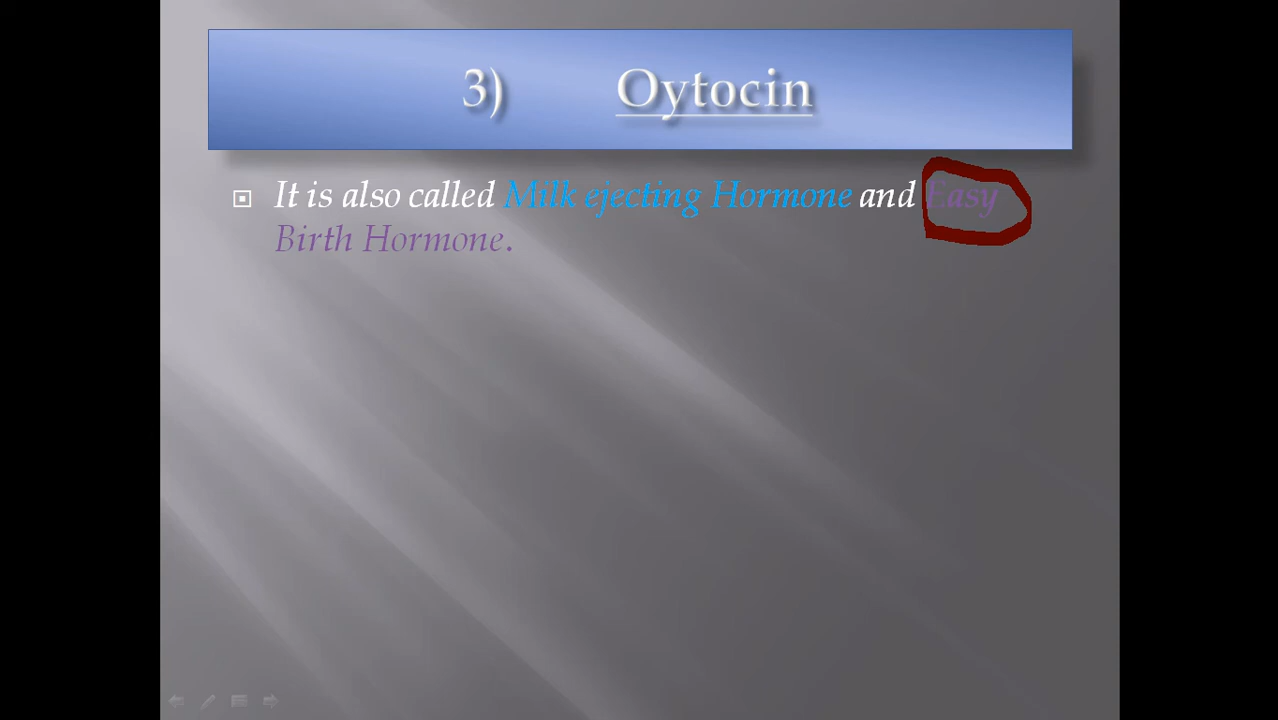 3) Oytocin
It is also called Milk ejecting Hormone and Easy
Birth Hormone.